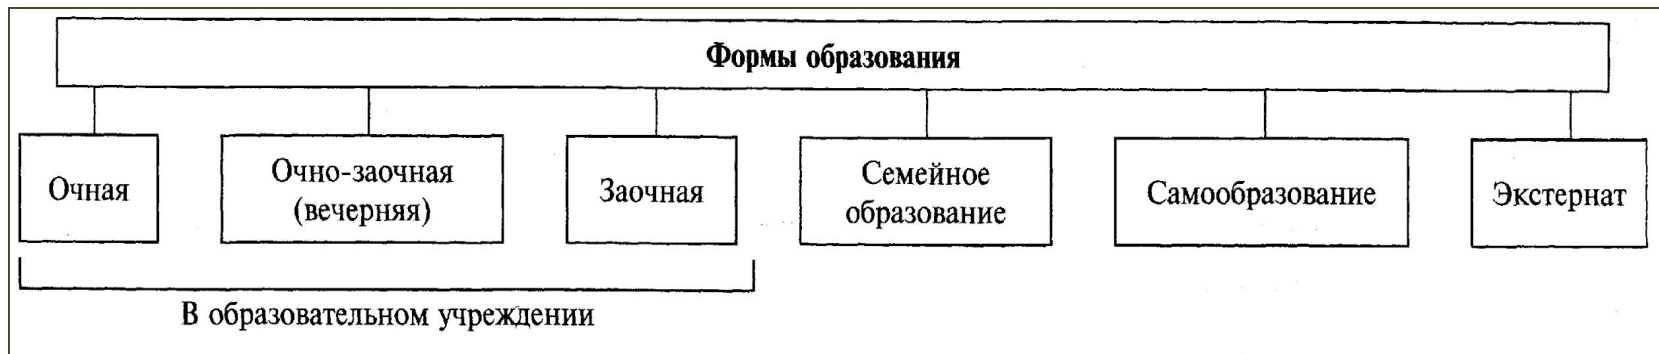 Формы образования
Очная
Очно-заочная
(вечерняя)
Заочная
Семейное
образование
Самообразование
Экстернат
В образовательном учреждении